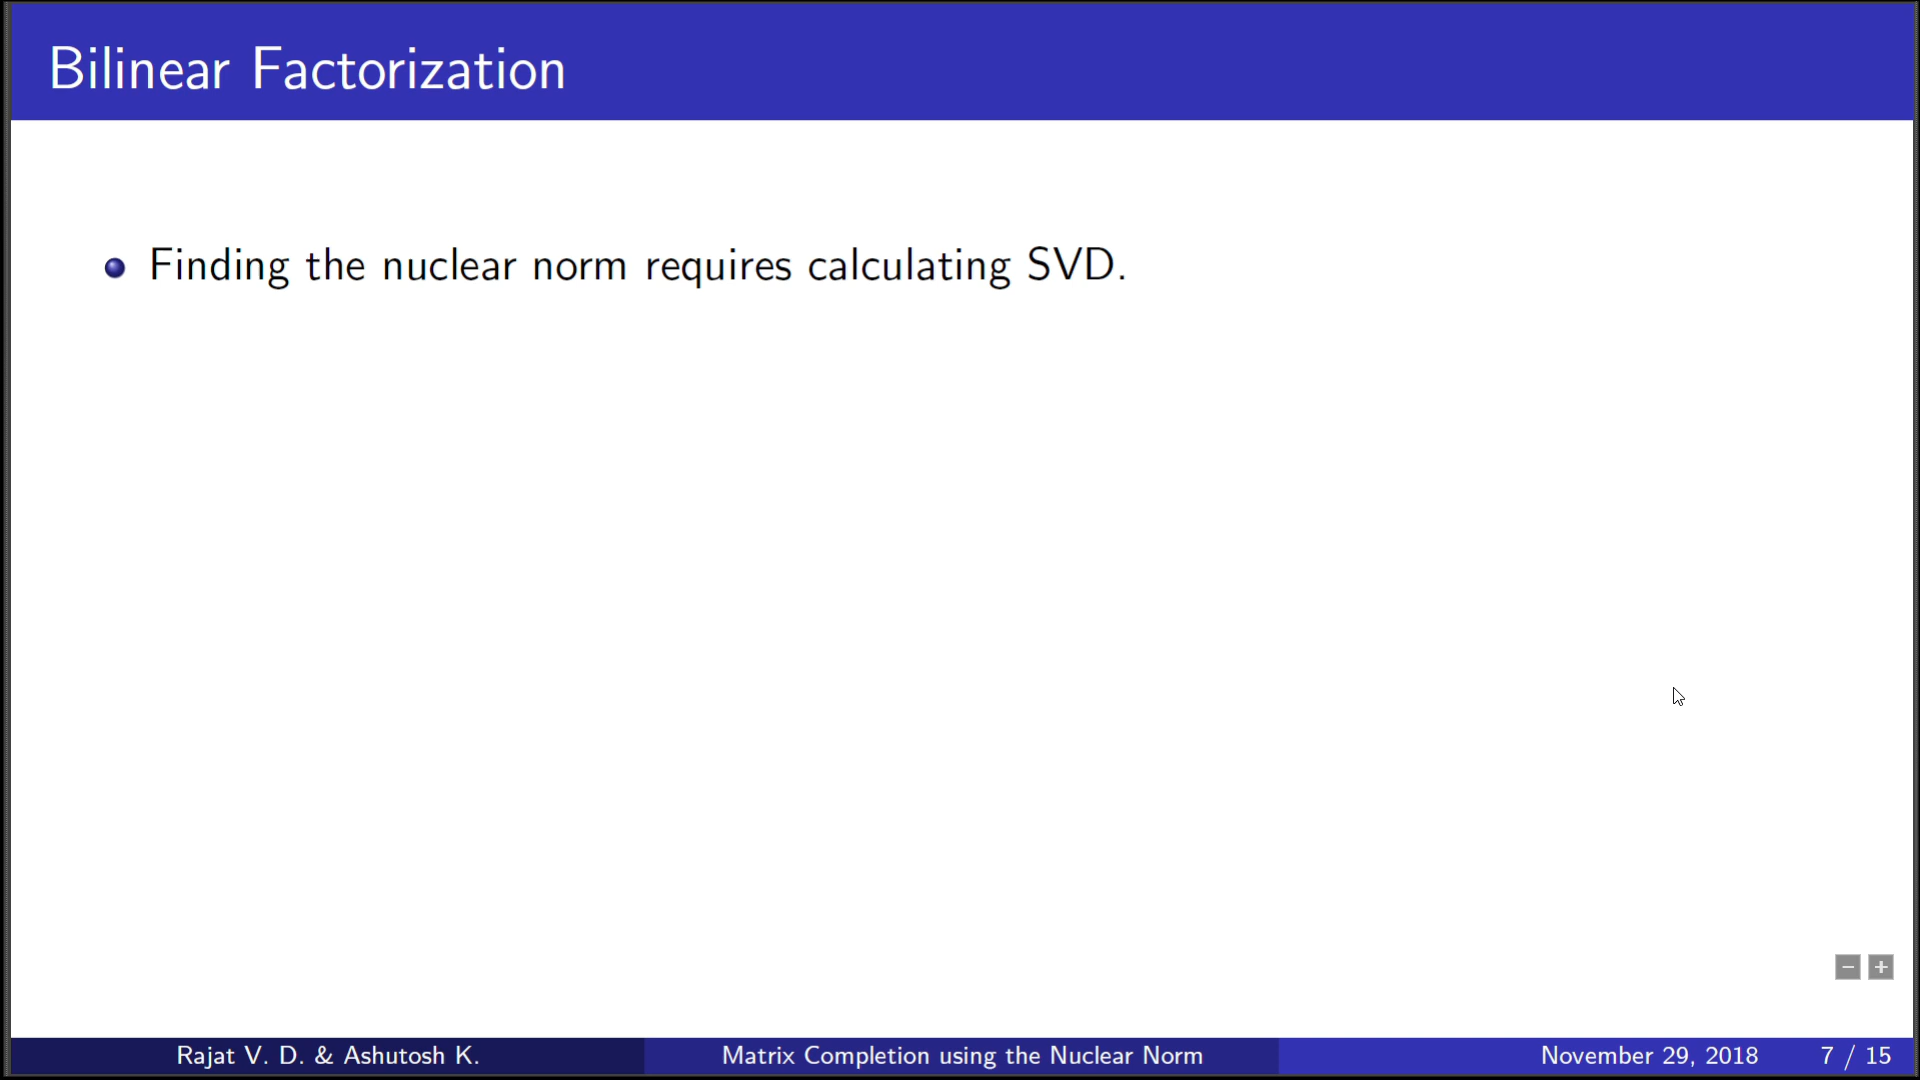 Bilinear Factorization
Finding the nuclear norm requires calculating SVD.
Rajat V. D. & Ashutosh K.
Matrix Completion using the Nuclear Norm
November 29, 2018
7 / 15